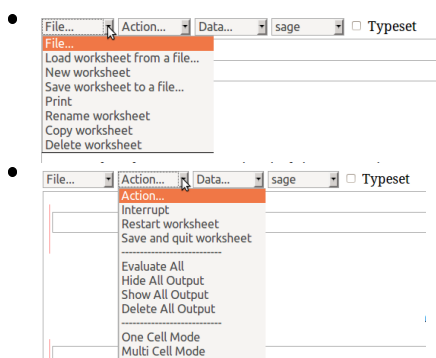 File... Action... Data... sage Typeset
File...
Load worksheet from a file...
New worksheet
Save worksheet to a file...
Print
Rename worksheet
Copy worksheet
Delete worksheet
File... Action... Data... sage Typeset
Action...
Interrupt
Restart worksheet
Save and quit worksheet
--------------------------
Evaluate All
Hide All Output
Show All Output
Delete All Output
--------------------------
One Cell Mode
Multi Cell Mode